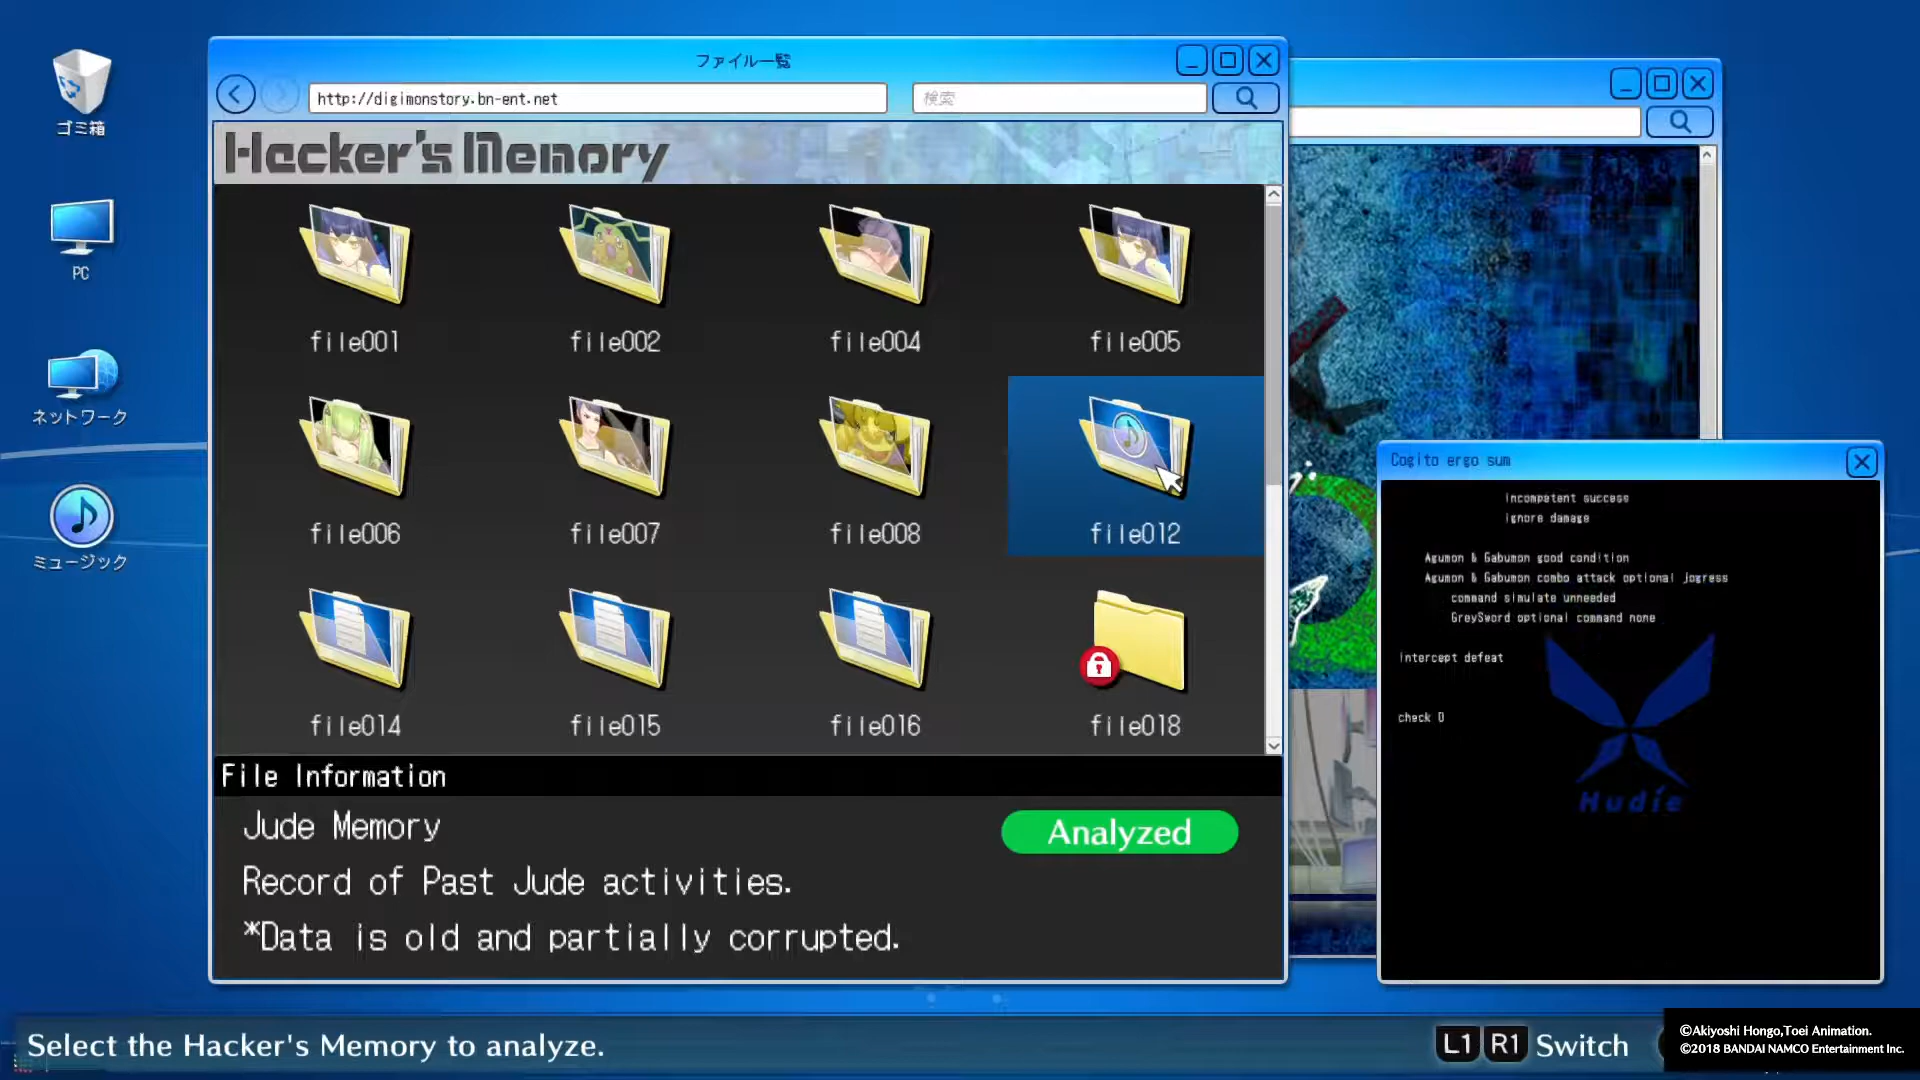 ゴミ箱
PC
ネットワーク
ミュージック
ファイル一覧
http://digimonstory.bn-ent.net
検索
Hacker's Memory
file001
file002
file004
file005
file006
file007
file008
file012
file014
file015
file016
file018
File Information
Jude Memory
Analyzed
Record of Past Jude activities.
*Data is old and partially corrupted.
Cogito ergo sum
incompetent success
ignore damage
Agumon & Gabumon good condition
Agumon & Gabumon combo attack optional jogress
command simulate unneeded
GreySword optional command none
intercept defeat
check D
Hudie
Select the Hacker's Memory to analyze.
L1 R1 Switch
©Akiyoshi Hongo,Toei Animation.
©2018 BANDAI NAMCO Entertainment Inc.